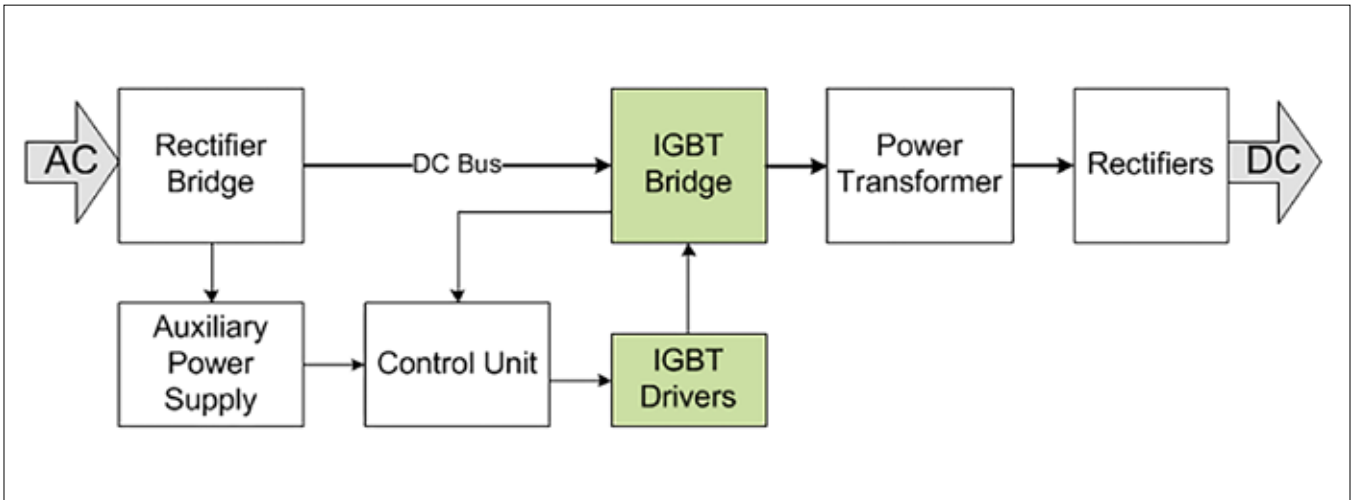 AC
Rectifier
Bridge
DC Bus
IGBT
Bridge
Power
Transformer
Rectifiers
DC
Auxiliary
Power
Supply
Control Unit
IGBT
Drivers